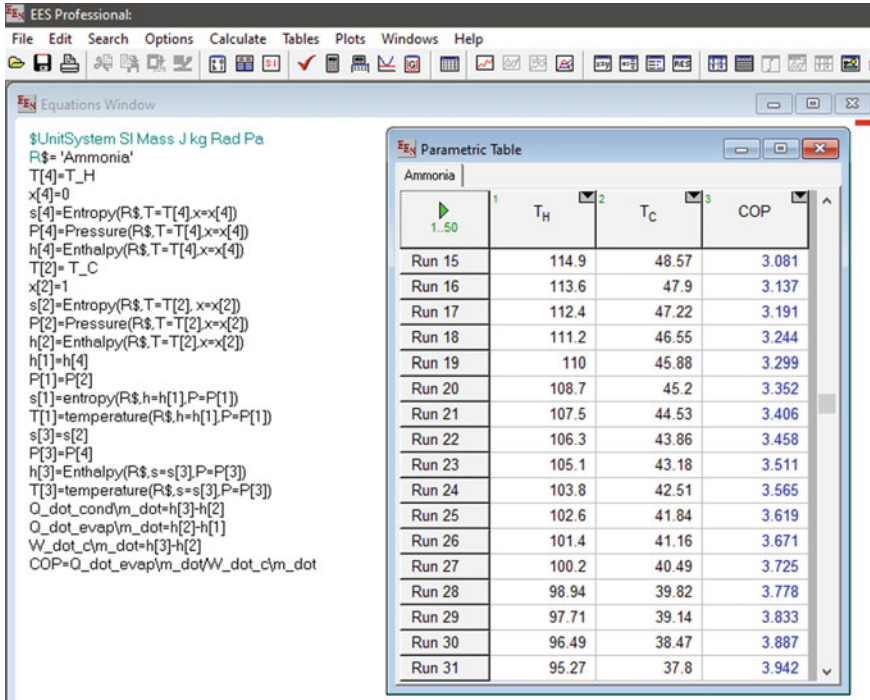 EES Professional:
File Edit Search Options Calculate Tables Plots Windows Help
Equations Window
$UnitSystem SI Mass J kg Rad Pa
R$= 'Ammonia'
T[4]=T_H
x[4]=0
s[4]=Entropy(R$,T=T[4],x=x[4])
P[4]=Pressure(R$,T=T[4],x=x[4])
h[4]=Enthalpy(R$,T=T[4],x=x[4])
T[2]= T_C
x[2]=1
s[2]=Entropy(R$,T=T[2], x=x[2])
P[2]=Pressure(R$,T=T[2],x=x[2])
h[2]=Enthalpy(R$,T=T[2],x=x[2])
h[1]=h[4]
P[1]=P[2]
s[1]=entropy(R$,h=h[1],P=P[1])
T[1]=temperature(R$,h=h[1],P=P[1])
s[3]=s[2]
P[3]=P[4]
h[3]=Enthalpy(R$,s=s[3],P=P[3])
T[3]=temperature(R$,s=s[3],P=P[3])
Q_dot_cond\m_dot=h[3]-h[2]
Q_dot_evap\m_dot=h[2]-h[1]
W_dot_c\m_dot=h[3]-h[2]
COP=Q_dot_evap\m_dot/W_dot_c\m_dot
Parametric Table
Ammonia
1..50 1 T_H 2 T_C 3 COP
Run 15 114.9 48.57 3.081
Run 16 113.6 47.9 3.137
Run 17 112.4 47.22 3.191
Run 18 111.2 46.55 3.244
Run 19 110 45.88 3.299
Run 20 108.7 45.2 3.352
Run 21 107.5 44.53 3.406
Run 22 106.3 43.86 3.458
Run 23 105.1 43.18 3.511
Run 24 103.8 42.51 3.565
Run 25 102.6 41.84 3.619
Run 26 101.4 41.16 3.671
Run 27 100.2 40.49 3.725
Run 28 98.94 39.82 3.778
Run 29 97.71 39.14 3.833
Run 30 96.49 38.47 3.887
Run 31 95.27 37.8 3.942